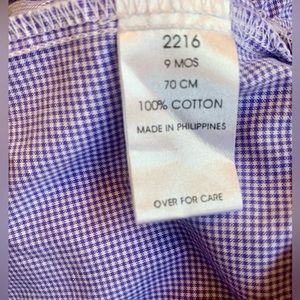 2216
9 MOS
70 CM
100% COTTON
MADE IN PHILIPPINES
OVER FOR CARE